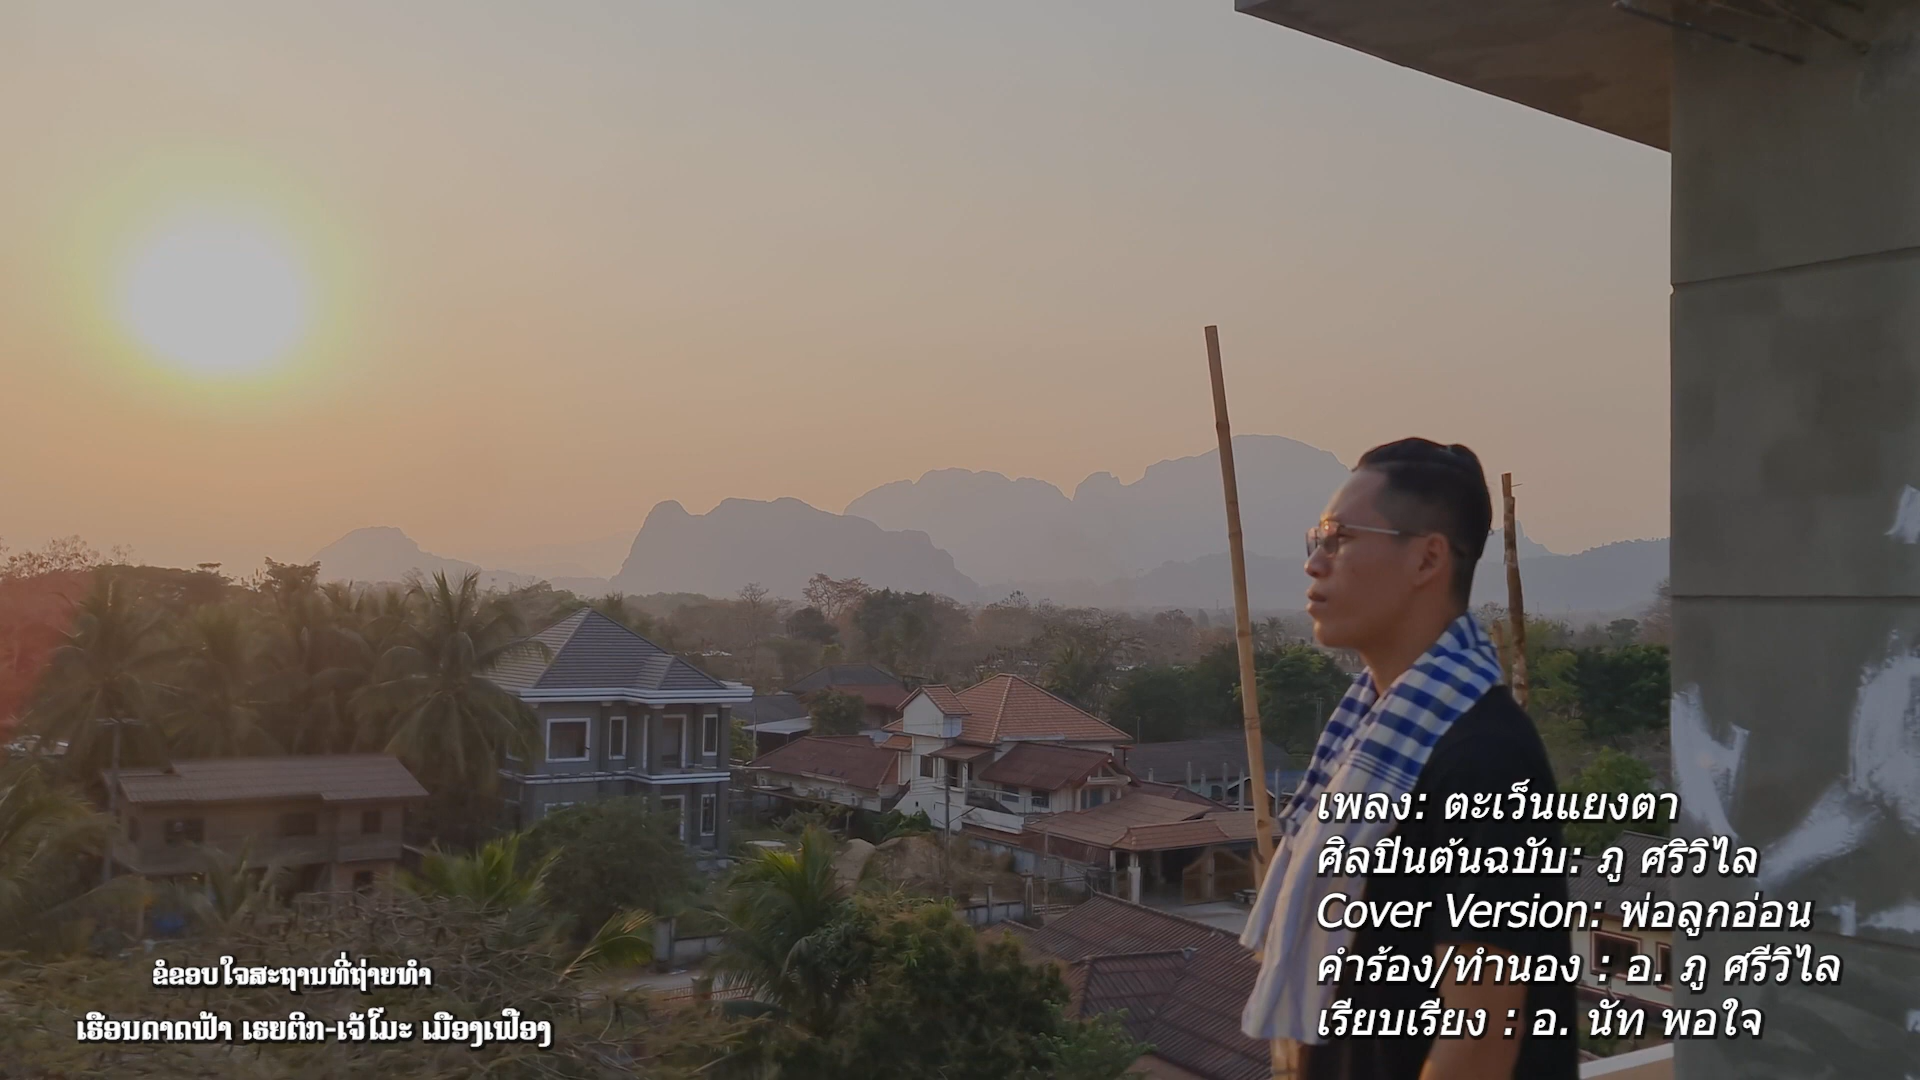 เพลง: ตะเว็นแยงตา
ศิลปินต้นฉบับ: ภู ศริวิไล
Cover Version: พ่อลูกอ่อน
คำร้อง/ทำนอง : อ. ภู ศรีวิไล
เรียบเรียง : อ. นัท พอใจ
ຂໍຂອບໃຈສະຖານທີ່ຖ່າຍທຳ
ເຮືອນດາດຟ້າ ເຮຍຕິກ-ເຈ້ໂມະ ເມືອງເຟືອງ